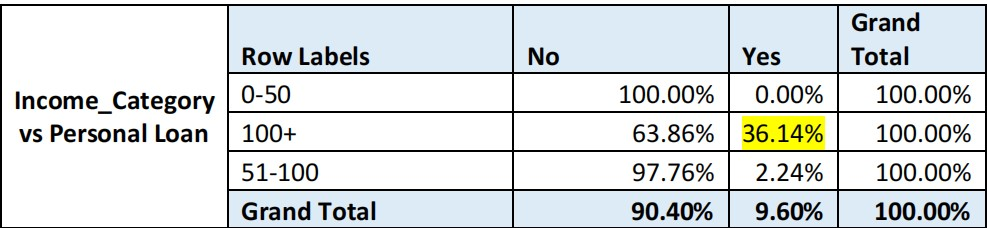 Income_Category
vs Personal Loan
Row Labels No Yes Grand
Total
0-50 100.00% 0.00% 100.00%
100+ 63.86% 36.14% 100.00%
51-100 97.76% 2.24% 100.00%
Grand Total 90.40% 9.60% 100.00%